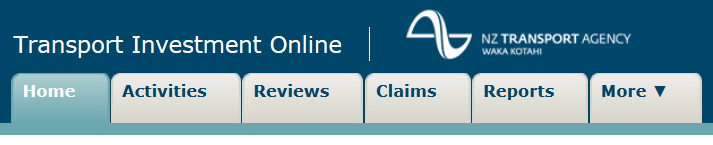 Transport Investment Online
NZ TRANSPORT AGENCY
WAKA KOTAHI
Home Activities Reviews Claims Reports More ▼